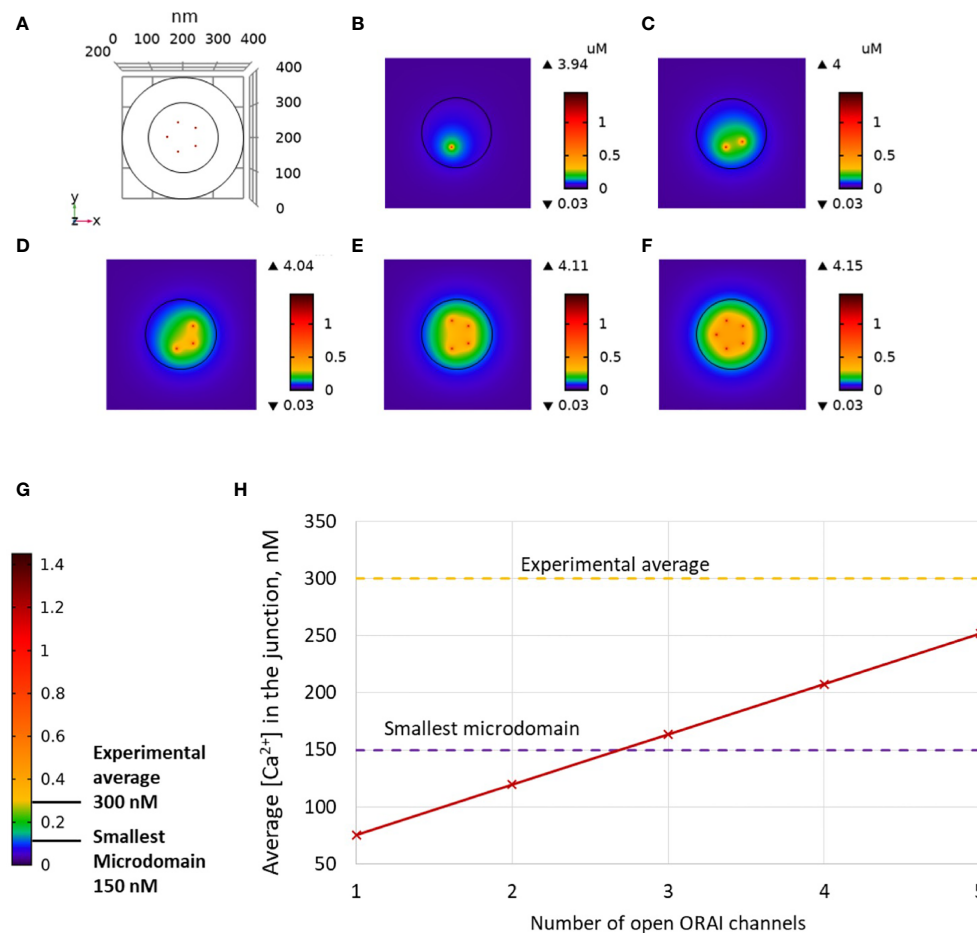 A
nm
0 100 200 300 400
200
400
300
200
100
0
y
z x
B
uM
▲ 3.94
1
0.5
0
▼ 0.03
C
uM
▲ 4
1
0.5
0
▼ 0.03
D
▲ 4.04
1
0.5
0
▼ 0.03
E
▲ 4.11
1
0.5
0
▼ 0.03
F
▲ 4.15
1
0.5
0
▼ 0.03
G
1.4
1.2
1
0.8
0.6
0.4
0.2
0
Experimental
average
300 nM
Smallest
Microdomain
150 nM
H
Average [Ca²⁺] in the junction, nM
350
300
250
200
150
100
50
Experimental average
Smallest microdomain
1 2 3 4 5
Number of open ORAI channels